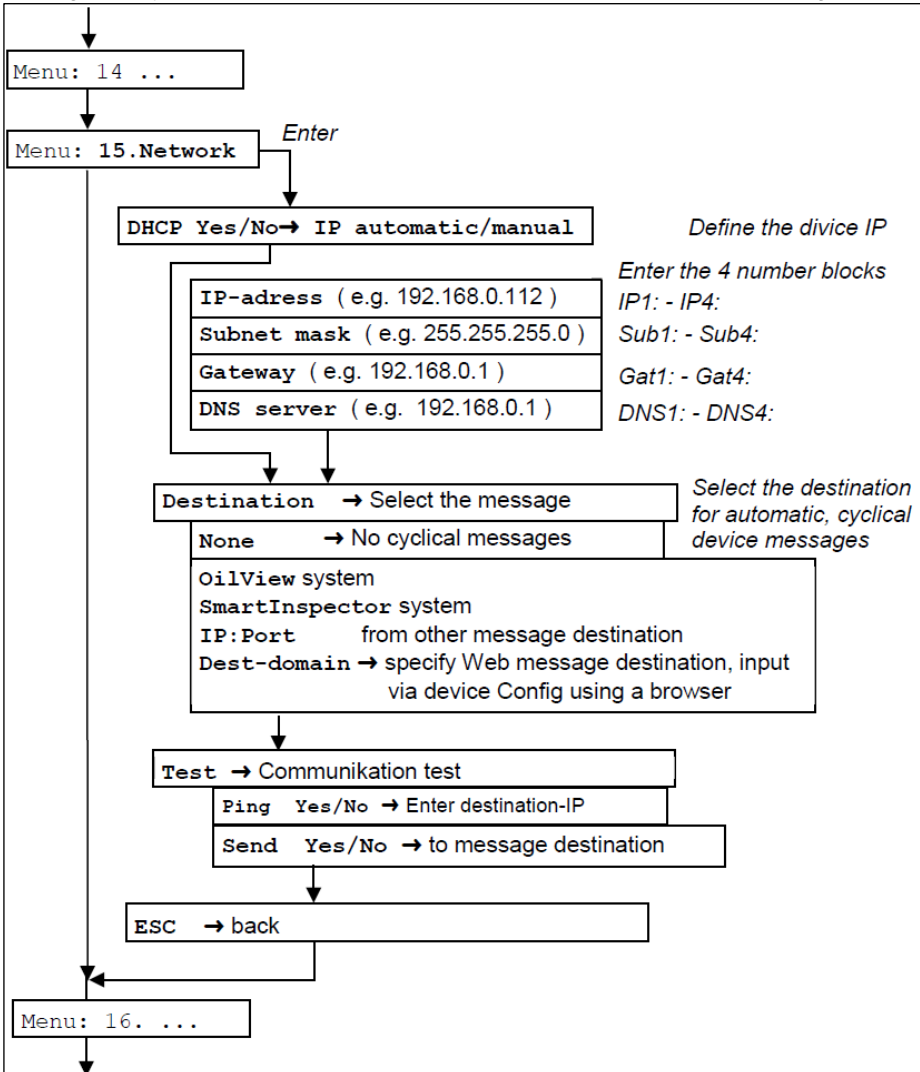 Menu: 14 ...
Enter
Menu: 15.Network
DHCP Yes/No→ IP automatic/manual
Define the divice IP
Enter the 4 number blocks
IP-adress ( e.g. 192.168.0.112 )
IP1: - IP4:
Subnet mask ( e.g. 255.255.255.0 )
Sub1: - Sub4:
Gateway ( e.g. 192.168.0.1 )
Gat1: - Gat4:
DNS server ( e.g. 192.168.0.1 )
DNS1: - DNS4:
Destination → Select the message
Select the destination
for automatic, cyclical
device messages
None → No cyclical messages
OilView system
SmartInspector system
IP:Port from other message destination
Dest-domain → specify Web message destination, input
via device Config using a browser
Test → Communikation test
Ping Yes/No → Enter destination-IP
Send Yes/No → to message destination
ESC → back
Menu: 16. ...